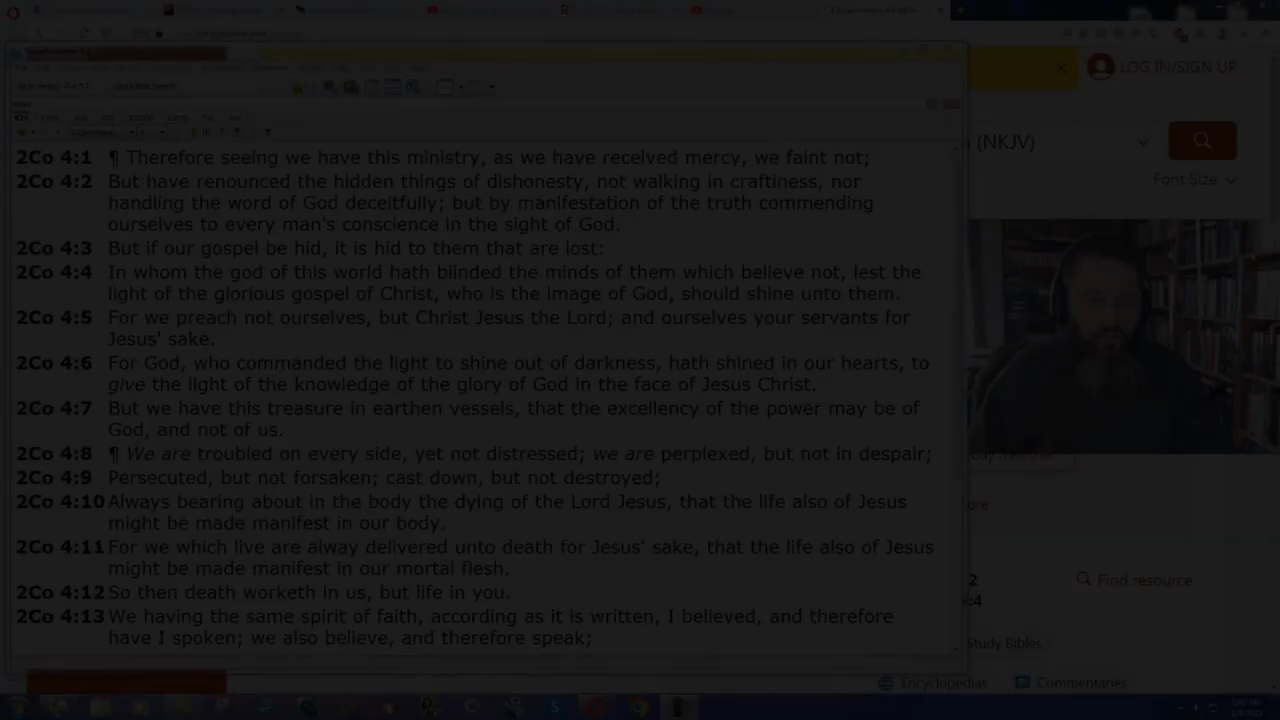 LOG IN/SIGN UP
(NKJV)
Font Size
2Co 4:1 ¶ Therefore seeing we have this ministry, as we have received mercy, we faint not;
2Co 4:2 But have renounced the hidden things of dishonesty, not walking in craftiness, nor
handling the word of God deceitfully; but by manifestation of the truth commending
ourselves to every man's conscience in the sight of God.
2Co 4:3 But if our gospel be hid, it is hid to them that are lost:
2Co 4:4 In whom the god of this world hath blinded the minds of them which believe not, lest the
light of the glorious gospel of Christ, who is the image of God, should shine unto them.
2Co 4:5 For we preach not ourselves, but Christ Jesus the Lord; and ourselves your servants for
Jesus' sake.
2Co 4:6 For God, who commanded the light to shine out of darkness, hath shined in our hearts, to
give the light of the knowledge of the glory of God in the face of Jesus Christ.
2Co 4:7 But we have this treasure in earthen vessels, that the excellency of the power may be of
God, and not of us.
2Co 4:8 ¶ We are troubled on every side, yet not distressed; we are perplexed, but not in despair;
2Co 4:9 Persecuted, but not forsaken; cast down, but not destroyed;
2Co 4:10 Always bearing about in the body the dying of the Lord Jesus, that the life also of Jesus
might be made manifest in our body.
2Co 4:11 For we which live are alway delivered unto death for Jesus' sake, that the life also of Jesus
might be made manifest in our mortal flesh.
2Co 4:12 So then death worketh in us, but life in you.
2Co 4:13 We having the same spirit of faith, according as it is written, I believed, and therefore
have I spoken; we also believe, and therefore speak;
Find resource
Study Bibles
Encyclopedias
Commentaries